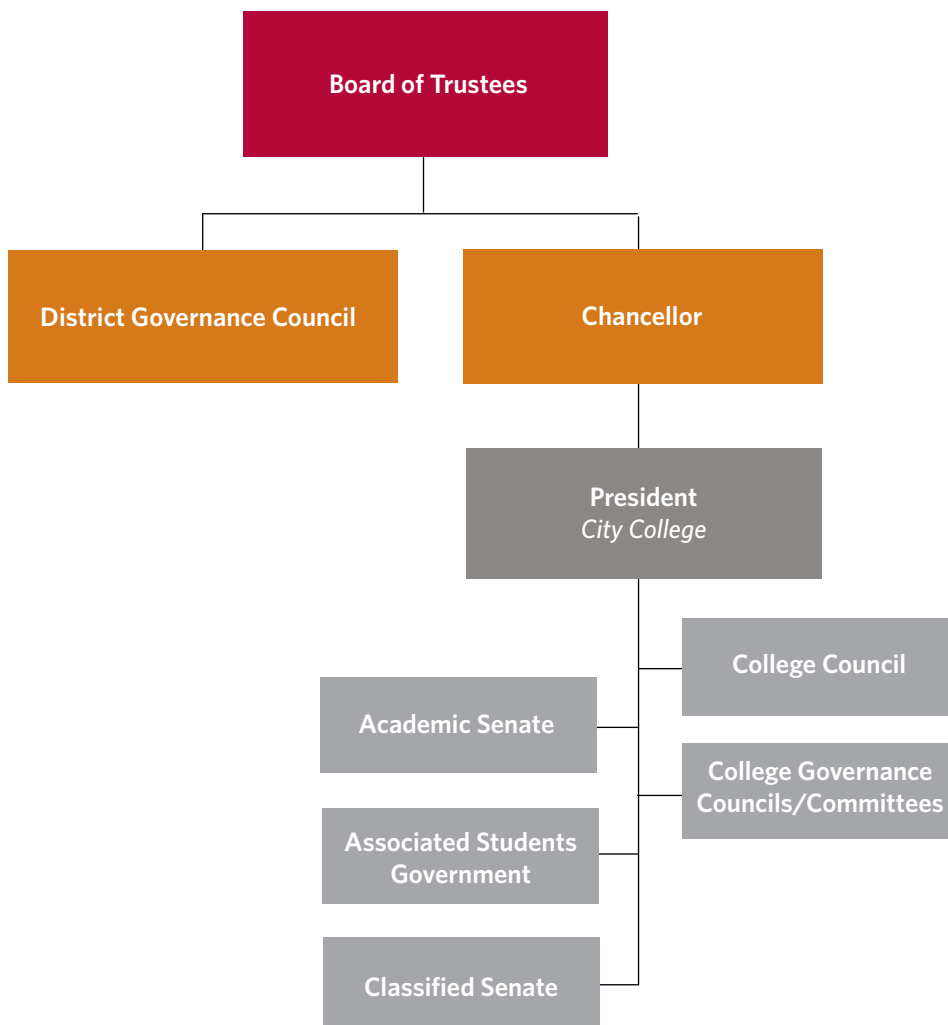 Board of Trustees
District Governance Council
Chancellor
President
City College
College Council
Academic Senate
College Governance
Councils/Committees
Associated Students
Government
Classified Senate